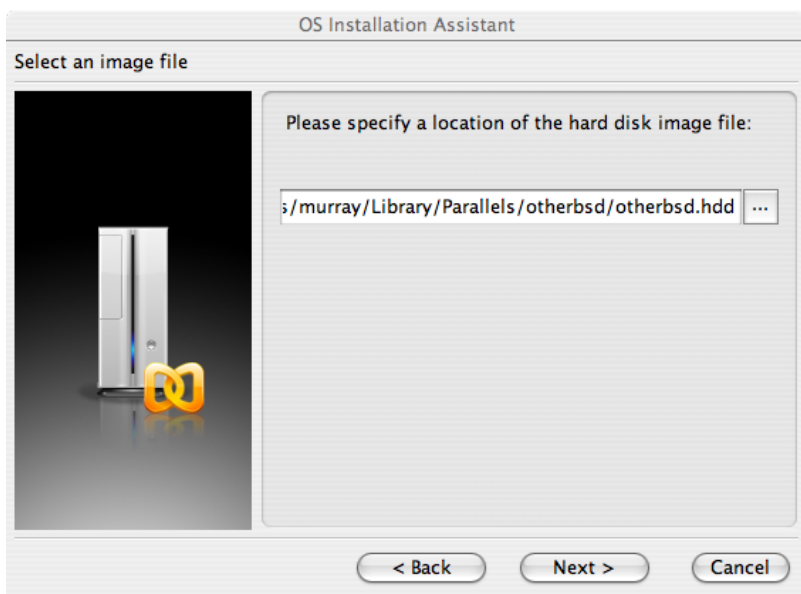 OS Installation Assistant
Select an image file
Please specify a location of the hard disk image file:
s/murray/Library/Parallels/otherbsd/otherbsd.hdd ...
< Back Next > Cancel